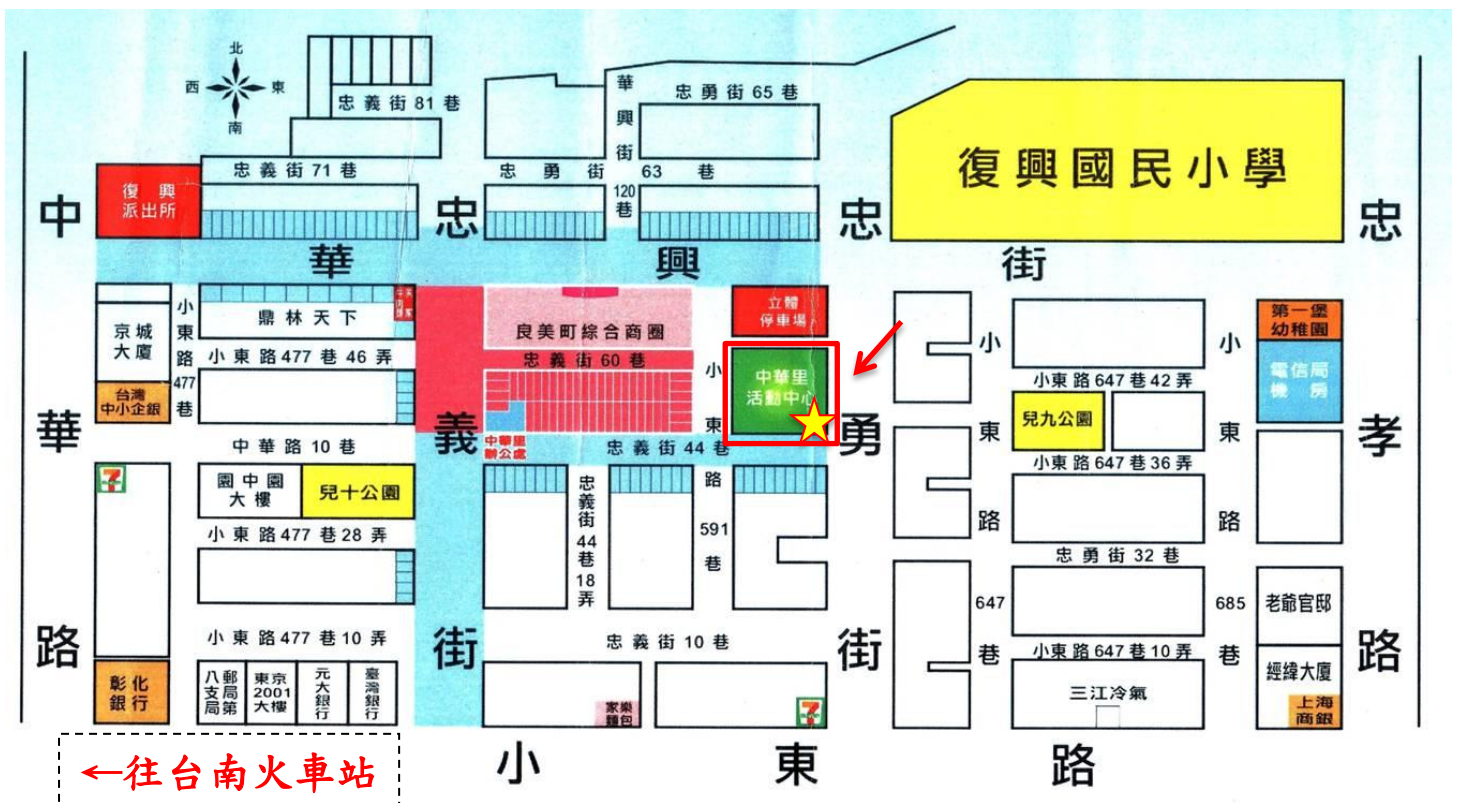 北
西 東
南
忠義街81巷
華興街
忠勇街65巷
復興國民小學
復興
派出所
忠義街71巷
忠勇街63巷
120
巷
中華路
忠義街
忠勇街
忠孝路
華興街
小東路
477
巷
京城
大廈
台灣
中小企銀
鼎林天下
小東路477巷46弄
良美町綜合商圈
忠義街60巷
立體
停車場
中華里
活動中心
小東路
591
巷
小東路
647
巷
小東路
685
巷
小東路647巷42弄
第一堡
幼稚園
電信局
機房
兒九公園
中華路10巷
中華里
辦公處
忠義街44巷
小東路647巷36弄
7
園中園
大樓
兒十公園
忠義街44巷18弄
小東路477巷28弄
忠勇街32巷
老爺官邸
小東路477巷10弄
忠義街10巷
小東路647巷10弄
經緯大廈
彰化
銀行
郵局第
八支局
東京
2001
大樓
元大銀行
臺灣銀行
家樂
麵包
7
三江冷氣
上海
商銀
小東路
←往台南火車站